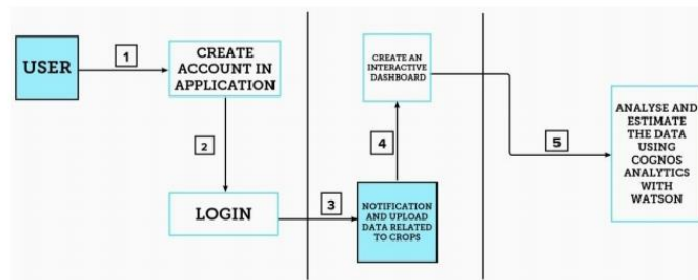 USER
1
CREATE
ACCOUNT IN
APPLICATION
2
LOGIN
3
NOTIFICATION
AND UPLOAD
DATA RELATED
TO CROPS
4
CREATE AN
INTERACTIVE
DASHBOARD
5
ANALYSE AND
ESTIMATE
THE DATA
USING
COGNOS
ANALYTICS
WITH
WATSON